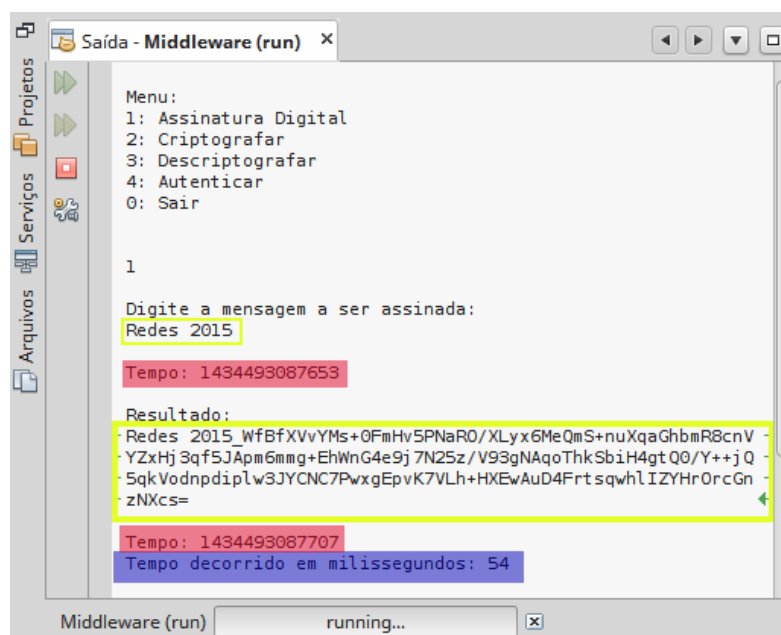 Saída - Middleware (run)
Projetos
Serviços
Arquivos
Menu:
1: Assinatura Digital
2: Criptografar
3: Descriptografar
4: Autenticar
0: Sair
1
Digite a mensagem a ser assinada:
Redes 2015
Tempo: 1434493087653
Resultado:
Redes 2015_WfBfXVvYMs+0FmHv5PNaRO/XLyx6MeQmS+nuXqaGhbmR8cnV
YZxHj3qf5JApm6mmg+EhWnG4e9j7N25z/V93gNAqoThkSbiH4gtQ0/Y++jQ
5qkVodnpdiplw3JYCNC7PwxgEpvK7VLh+HXEwAuD4FrtsqwhlIZYHrOrcGn
zNXcs=
Tempo: 1434493087707
Tempo decorrido em milissegundos: 54
Middleware (run)
running...